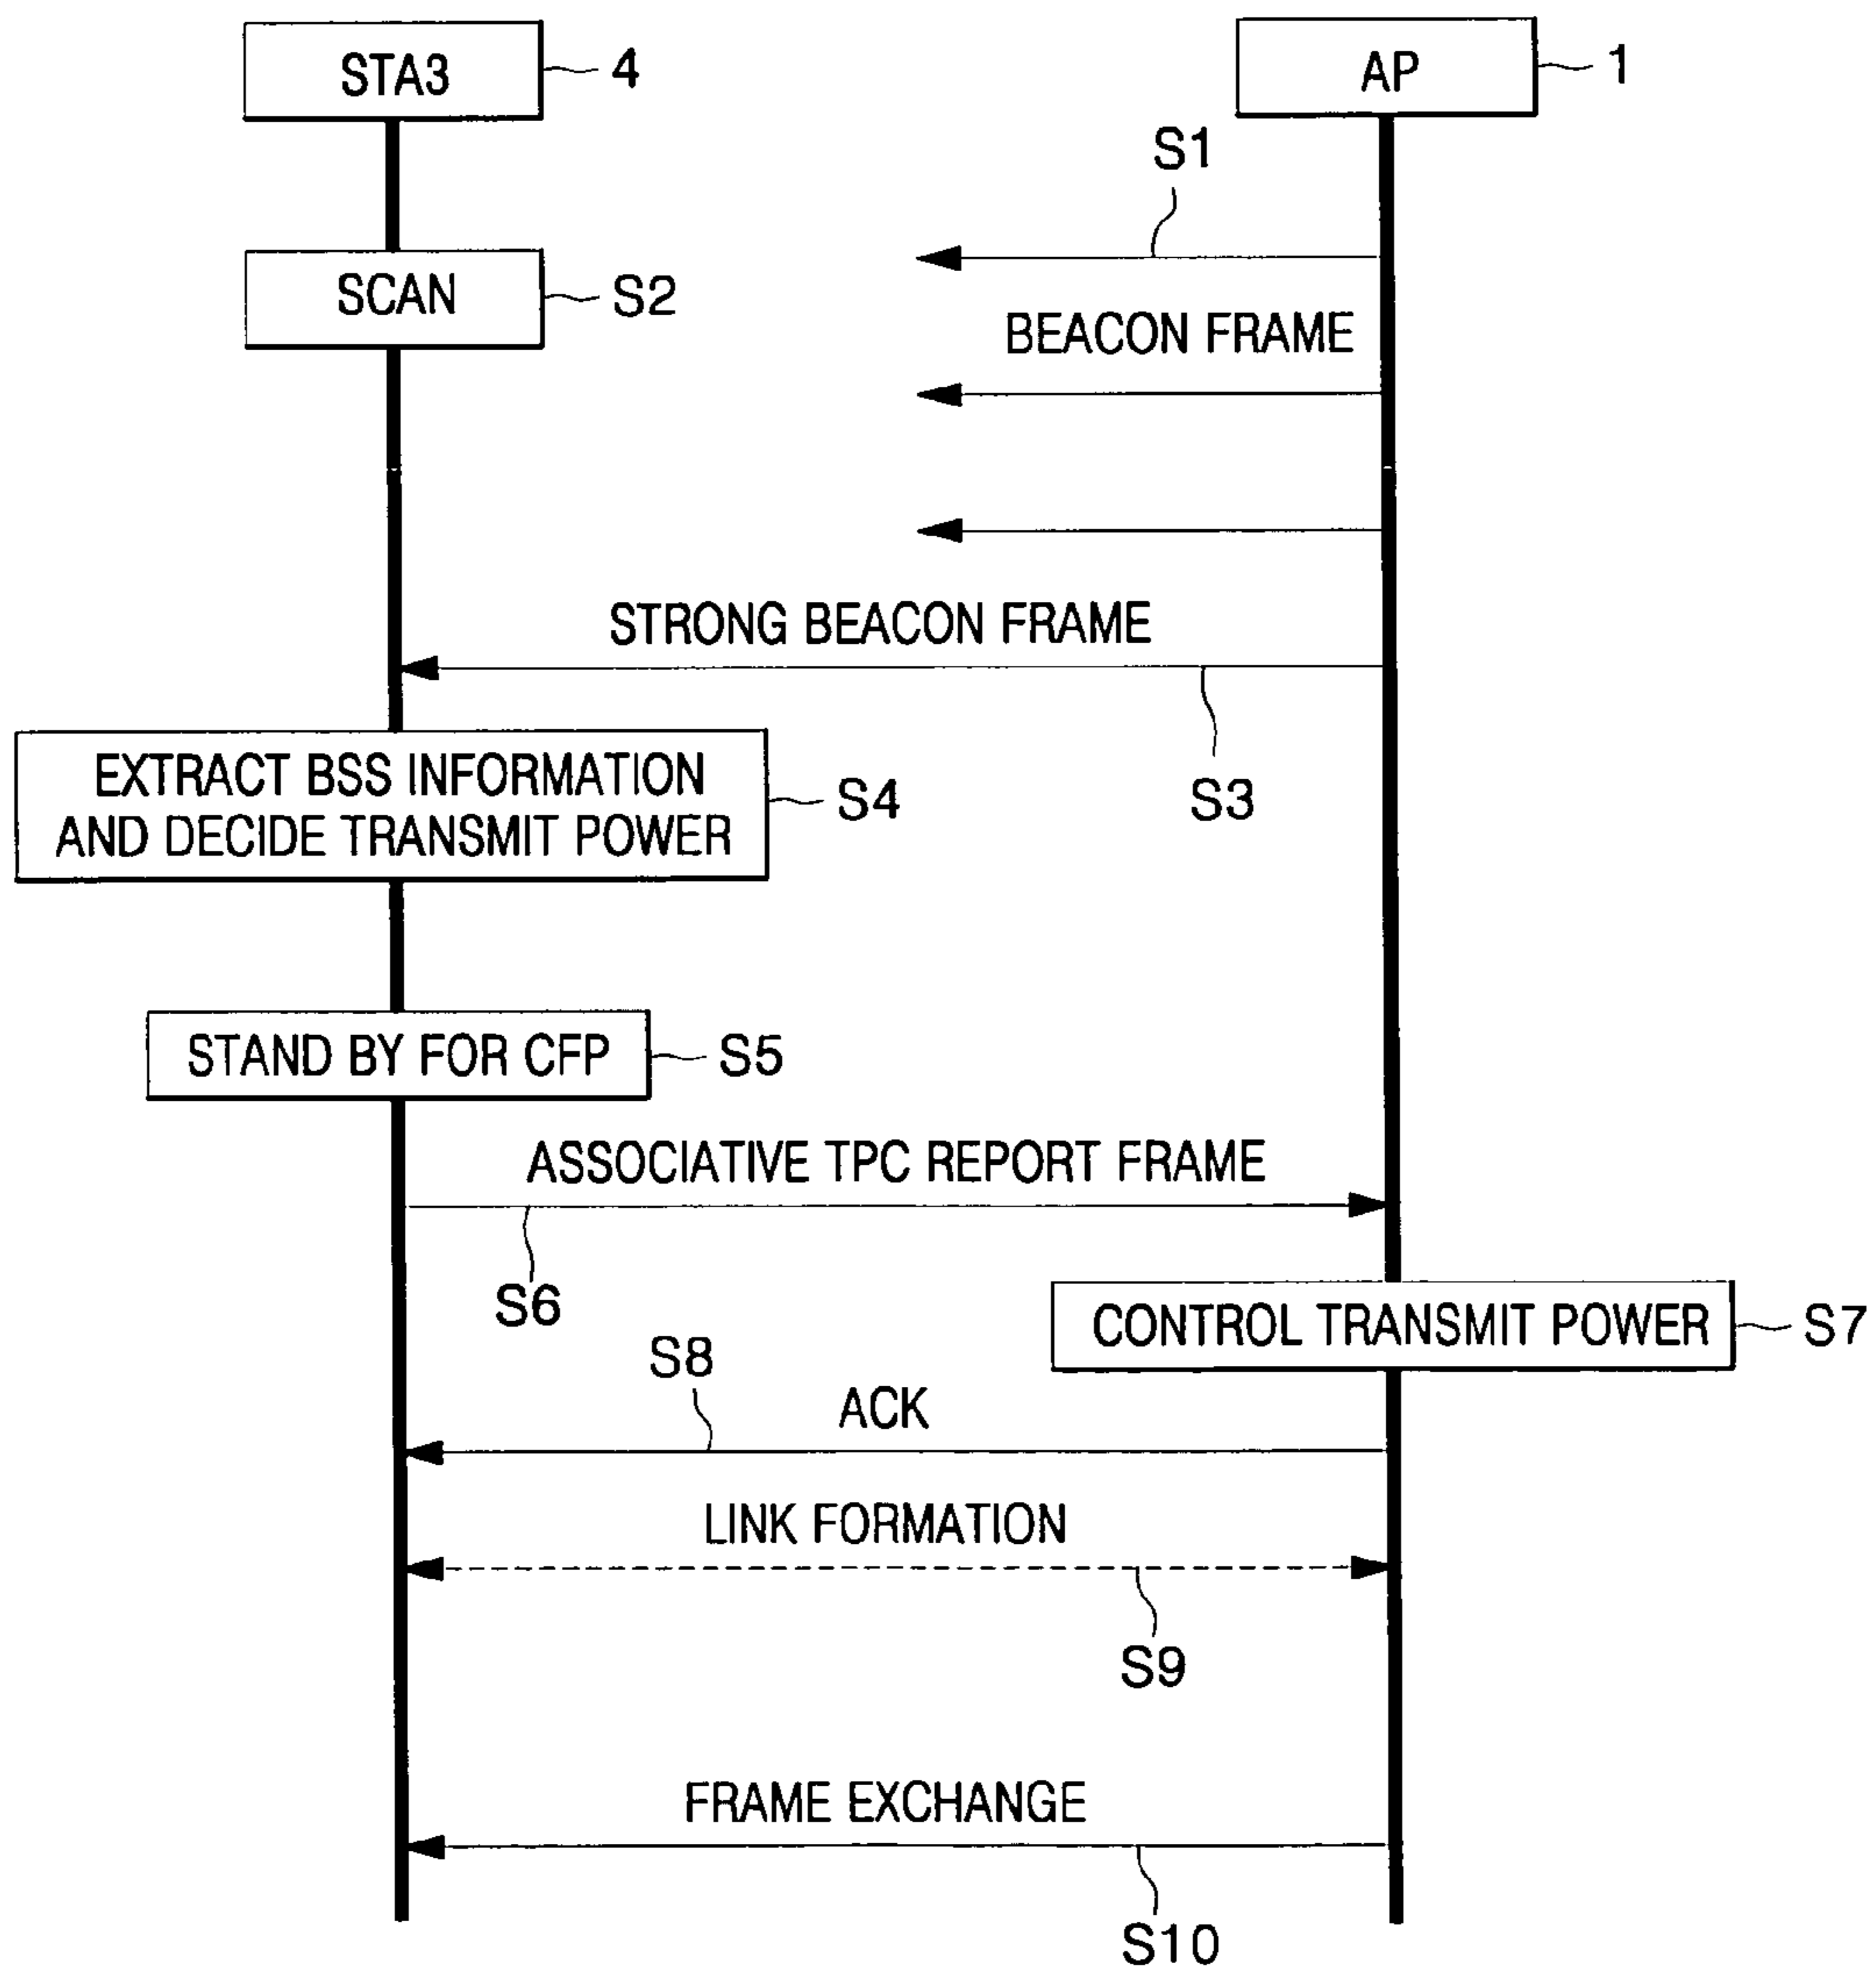 STA3
4
AP
1
S1
SCAN
S2
BEACON FRAME
STRONG BEACON FRAME
S3
EXTRACT BSS INFORMATION
AND DECIDE TRANSMIT POWER
S4
STAND BY FOR CFP
S5
ASSOCIATIVE TPC REPORT FRAME
S6
CONTROL TRANSMIT POWER
S7
S8
ACK
LINK FORMATION
S9
FRAME EXCHANGE
S10